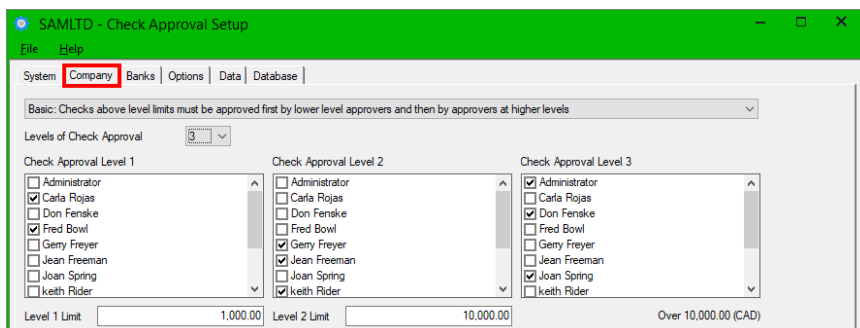 SAMLTD - Check Approval Setup
File Help
System Company Banks Options Data Database
Basic: Checks above level limits must be approved first by lower level approvers and then by approvers at higher levels
Levels of Check Approval 3
Check Approval Level 1 Check Approval Level 2 Check Approval Level 3
Administrator Administrator Administrator
Carla Rojas Carla Rojas Carla Rojas
Don Fenske Don Fenske Don Fenske
Fred Bowl Fred Bowl Fred Bowl
Gerry Freyer Gerry Freyer Gerry Freyer
Jean Freeman Jean Freeman Jean Freeman
Joan Spring Joan Spring Joan Spring
keith Rider keith Rider keith Rider
Level 1 Limit 1,000.00 Level 2 Limit 10,000.00 Over 10,000.00 (CAD)